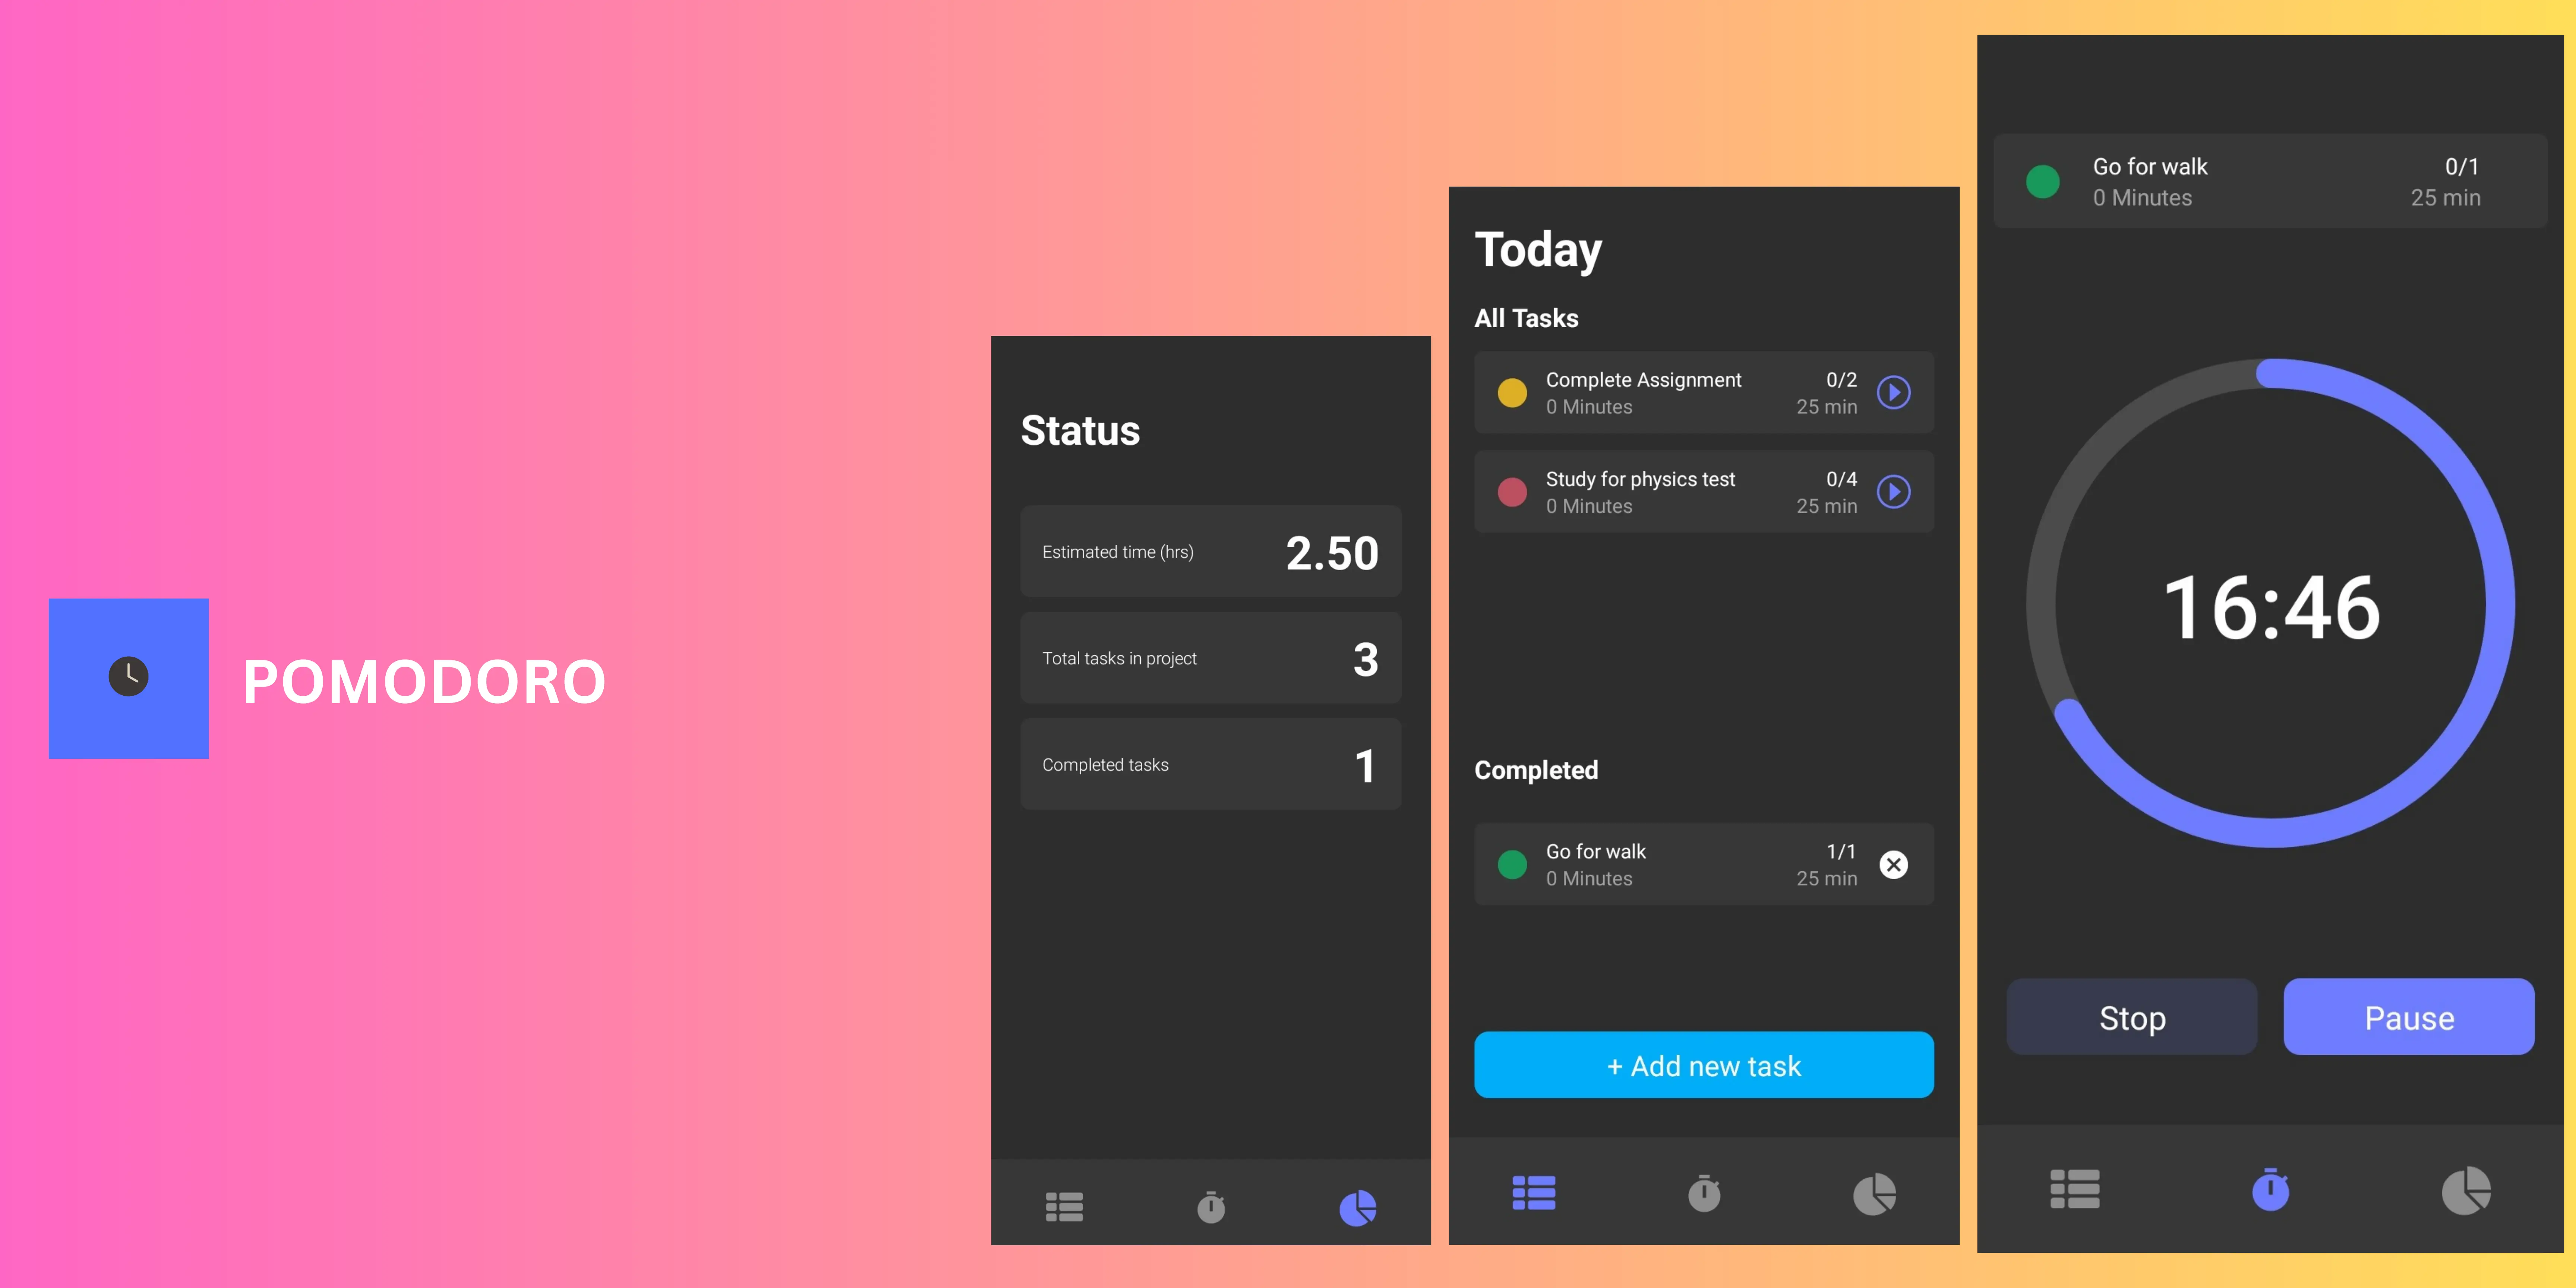 POMODORO
Status
Estimated time (hrs) 2.50
Total tasks in project 3
Completed tasks 1
Today
All Tasks
Complete Assignment 0/2
0 Minutes 25 min
Study for physics test 0/4
0 Minutes 25 min
Completed
Go for walk 1/1
0 Minutes 25 min
+ Add new task
Go for walk 0/1
0 Minutes 25 min
16:46
Stop Pause